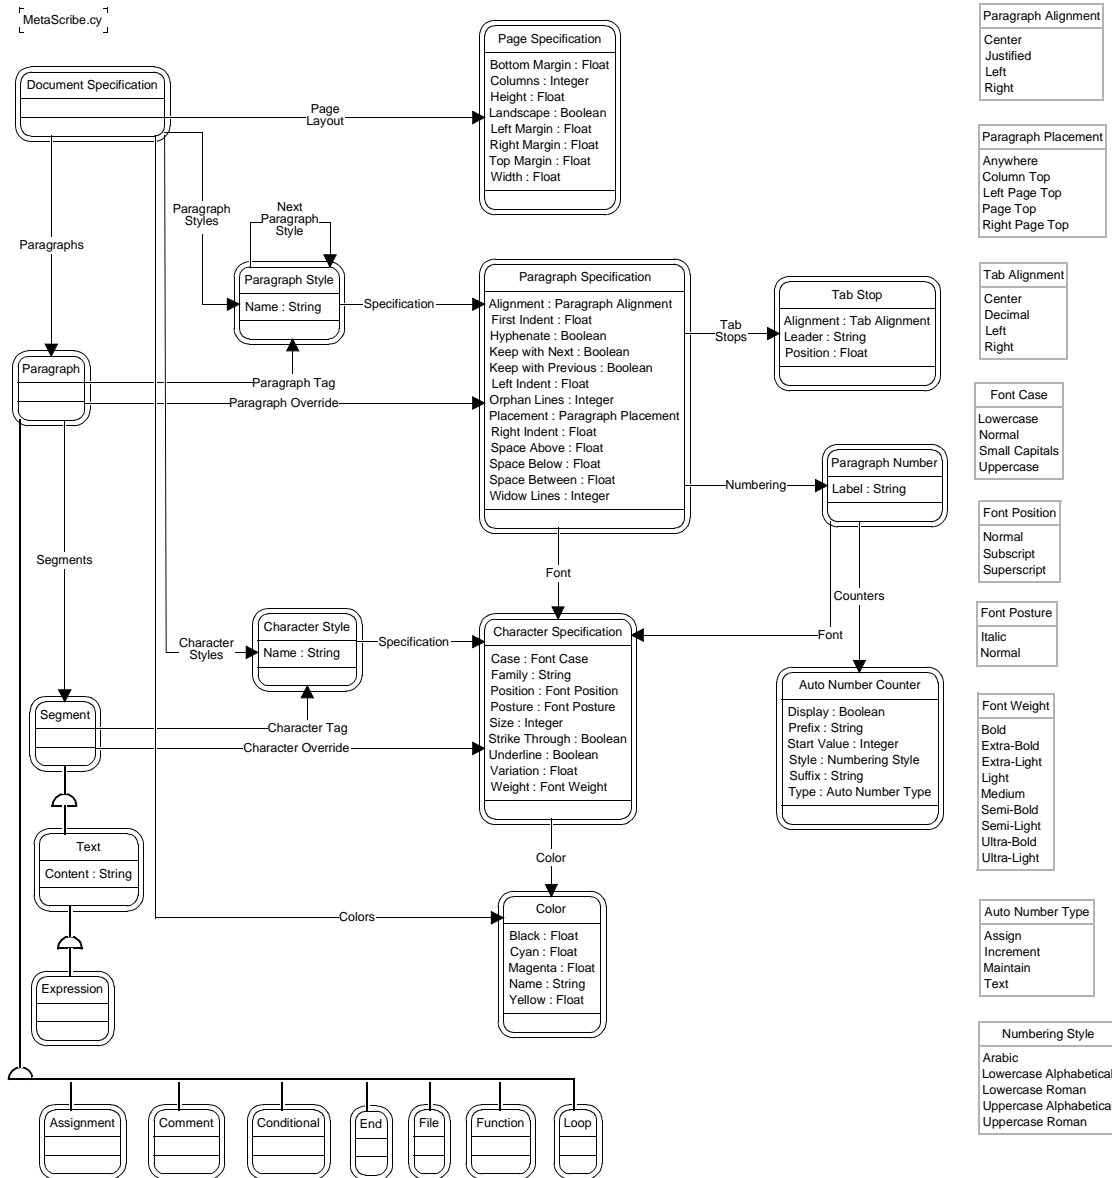 MetaScribe.cy
Document Specification
Page
Layout
Page Specification
Bottom Margin : Float
Columns : Integer
Height : Float
Landscape : Boolean
Left Margin : Float
Right Margin : Float
Top Margin : Float
Width : Float
Paragraph Alignment
Center
Justified
Left
Right
Paragraph Placement
Anywhere
Column Top
Left Page Top
Page Top
Right Page Top
Paragraphs
Paragraph
Styles
Next
Paragraph
Style
Paragraph Style
Name : String
Specification
Paragraph Specification
Alignment : Paragraph Alignment
First Indent : Float
Hyphenate : Boolean
Keep with Next : Boolean
Keep with Previous : Boolean
Left Indent : Float
Orphan Lines : Integer
Placement : Paragraph Placement
Right Indent : Float
Space Above : Float
Space Below : Float
Space Between : Float
Widow Lines : Integer
Tab
Stops
Tab Stop
Alignment : Tab Alignment
Leader : String
Position : Float
Tab Alignment
Center
Decimal
Left
Right
Paragraph
Paragraph Tag
Paragraph Override
Font Case
Lowercase
Normal
Small Capitals
Uppercase
Numbering
Paragraph Number
Label : String
Font Position
Normal
Subscript
Superscript
Segments
Font
Counters
Font
Font Posture
Italic
Normal
Character
Styles
Character Style
Name : String
Specification
Character Specification
Case : Font Case
Family : String
Position : Font Position
Posture : Font Posture
Size : Integer
Strike Through : Boolean
Underline : Boolean
Variation : Float
Weight : Font Weight
Auto Number Counter
Display : Boolean
Prefix : String
Start Value : Integer
Style : Numbering Style
Suffix : String
Type : Auto Number Type
Font Weight
Bold
Extra-Bold
Extra-Light
Light
Medium
Semi-Bold
Semi-Light
Ultra-Bold
Ultra-Light
Segment
Character Tag
Character Override
Text
Content : String
Color
Colors
Color
Black : Float
Cyan : Float
Magenta : Float
Name : String
Yellow : Float
Auto Number Type
Assign
Increment
Maintain
Text
Expression
Numbering Style
Arabic
Lowercase Alphabetical
Lowercase Roman
Uppercase Alphabetical
Uppercase Roman
Assignment
Comment
Conditional
End
File
Function
Loop